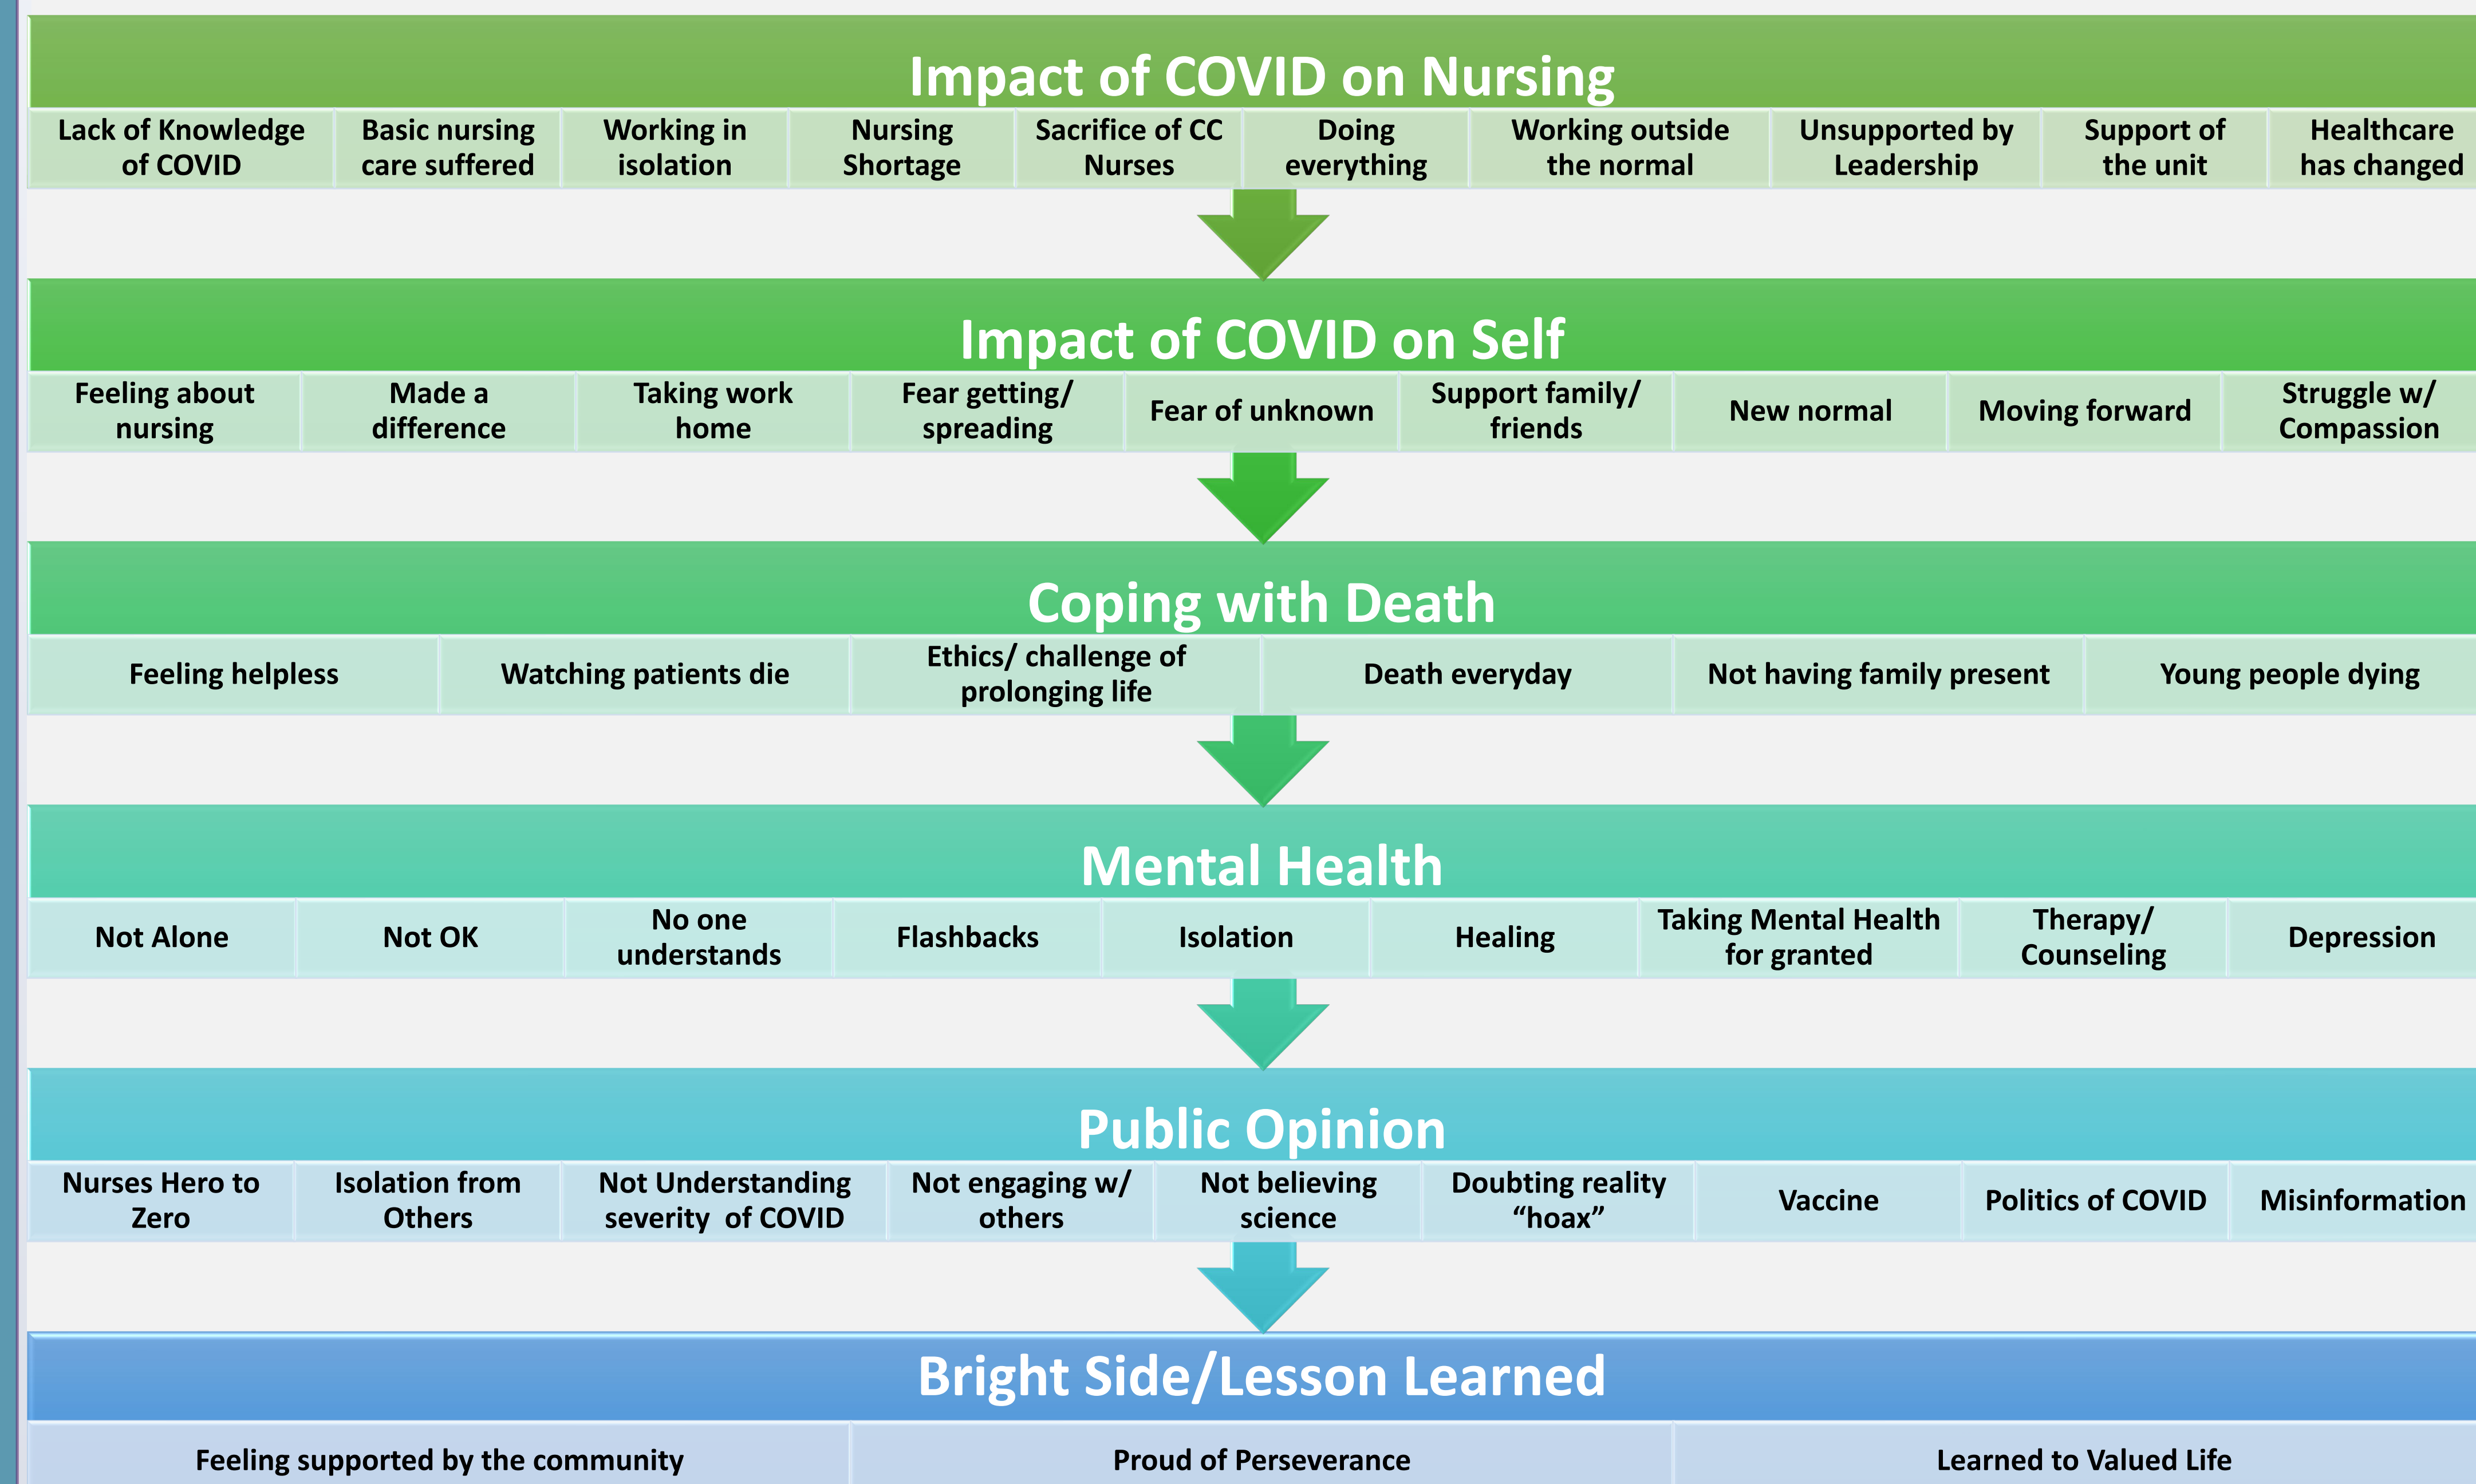 Impact of COVID on Nursing
Lack of Knowledge
of COVID
Basic nursing
care suffered
Working in
isolation
Nursing
Shortage
Sacrifice of CC
Nurses
Doing
everything
Working outside
the normal
Unsupported by
Leadership
Support of
the unit
Healthcare
has changed
Impact of COVID on Self
Feeling about
nursing
Made a
difference
Taking work
home
Fear getting/
spreading
Fear of unknown
Support family/
friends
New normal
Moving forward
Struggle w/
Compassion
Coping with Death
Feeling helpless
Watching patients die
Ethics/ challenge of
prolonging life
Death everyday
Not having family present
Young people dying
Mental Health
Not Alone
Not OK
No one
understands
Flashbacks
Isolation
Healing
Taking Mental Health
for granted
Therapy/
Counseling
Depression
Public Opinion
Nurses Hero to
Zero
Isolation from
Others
Not Understanding
severity  of COVID
Not engaging w/
others
Not believing
science
Doubting reality
“hoax”
Vaccine
Politics of COVID
Misinformation
Bright Side/Lesson Learned
Feeling supported by the community
Proud of Perseverance
Learned to Valued Life